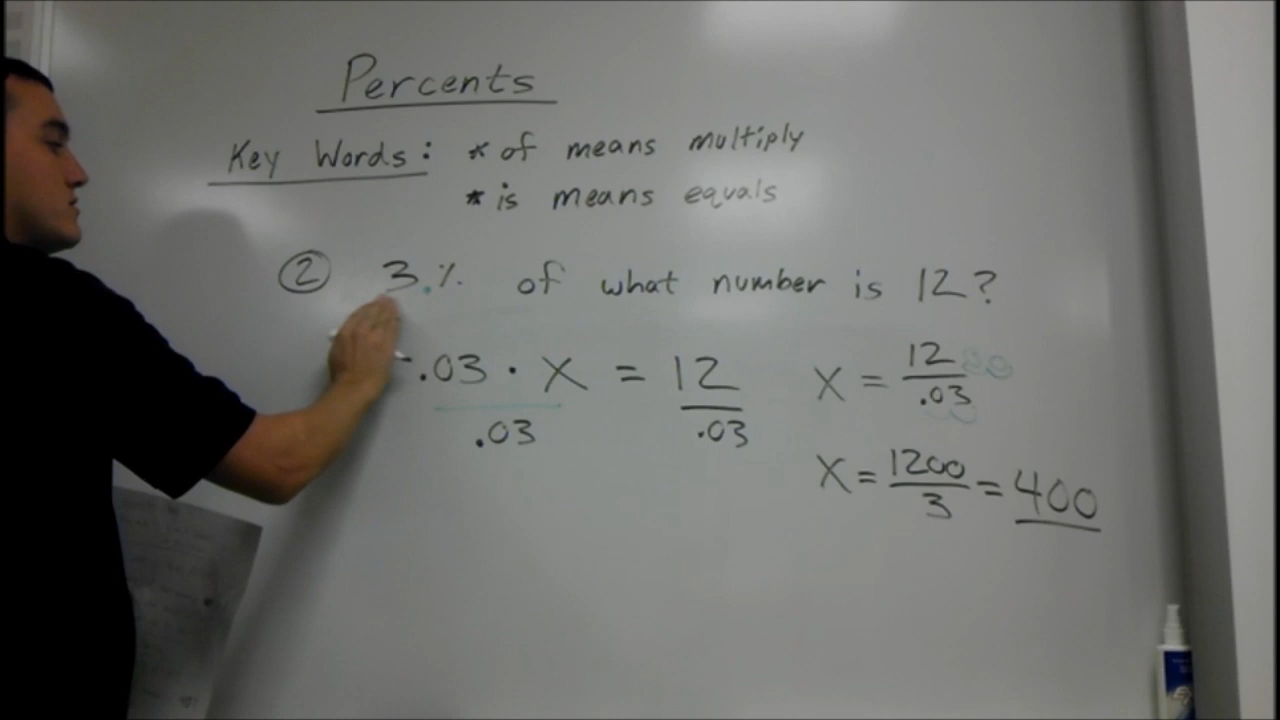 Percents
Key Words: * of means multiply
* is means equals
② 3.% of what number is 12?
.03 · X = 12
.03 .03
X = 12/.03
X = 1200/3 = 400